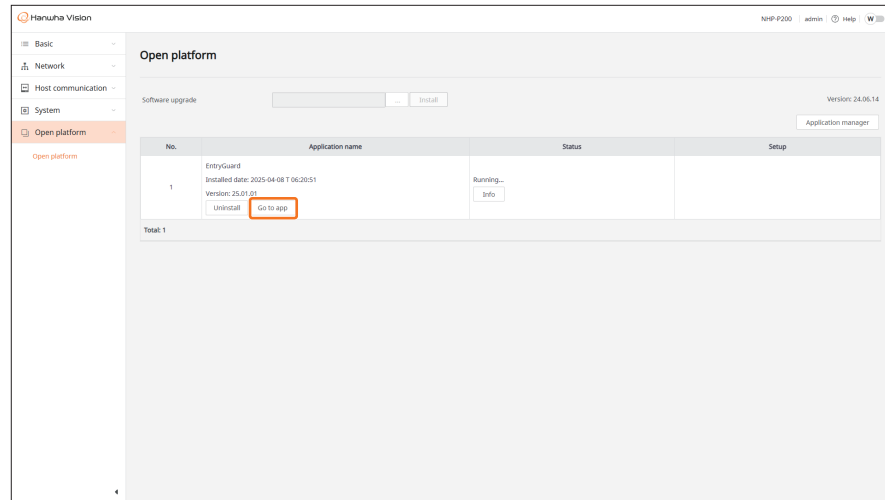 Hanwha Vision
NHP-P200 admin Help W
Basic
Network
Host communication
System
Open platform
Open platform
Open platform
Software upgrade ... Install Version: 24.06.14
Application manager
No. Application name Status Setup
1
EntryGuard
Installed date: 2025-04-08 T 06:20:51
Version: 25.01.01
Uninstall Go to app
Running...
Info
Total: 1